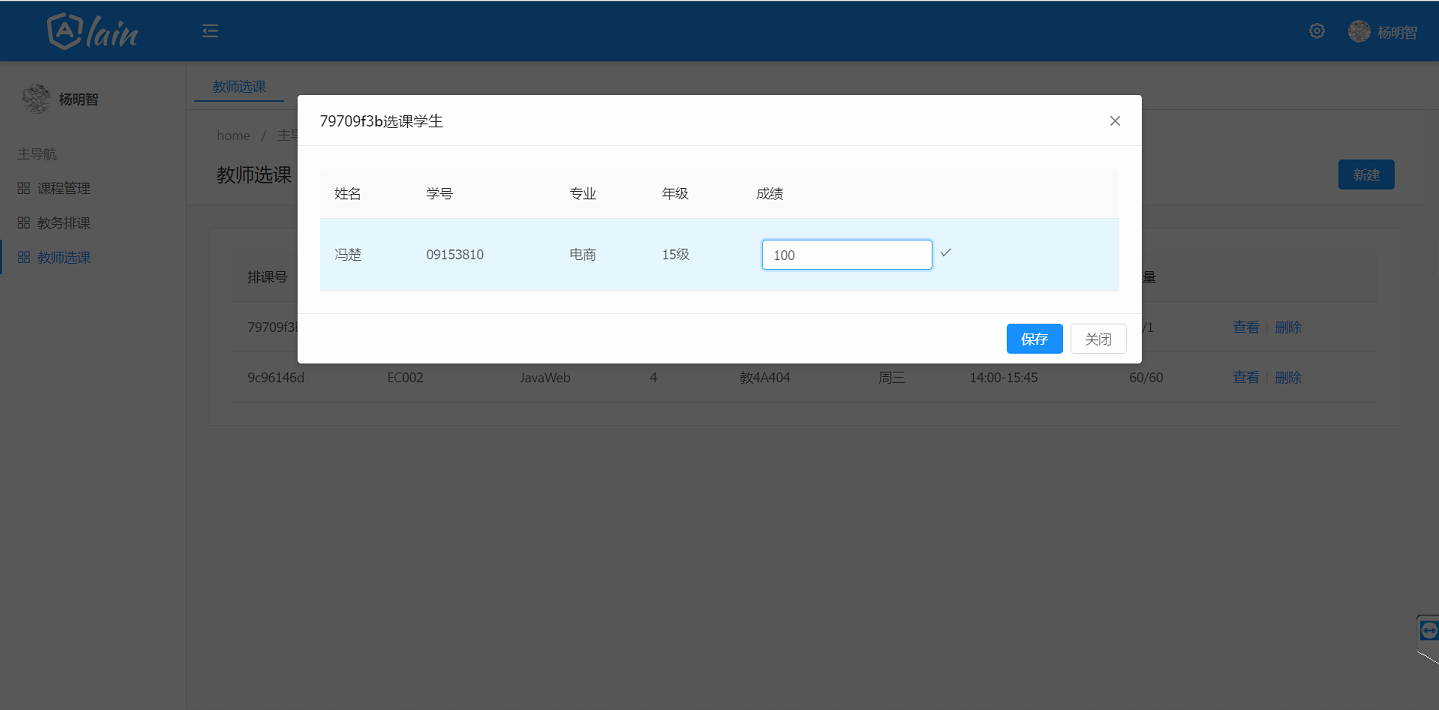 Alain
杨明智
杨明智
主导航
课程管理
教务排课
教师选课
教师选课
home / 主导
教师选课
新建
79709f3b选课学生
姓名 学号 专业 年级 成绩
冯楚 09153810 电商 15级 100
保存 关闭
排课号 量
79709f3b /1 查看 删除
9c96146d EC002 JavaWeb 4 教4A404 周三 14:00-15:45 60/60 查看 删除